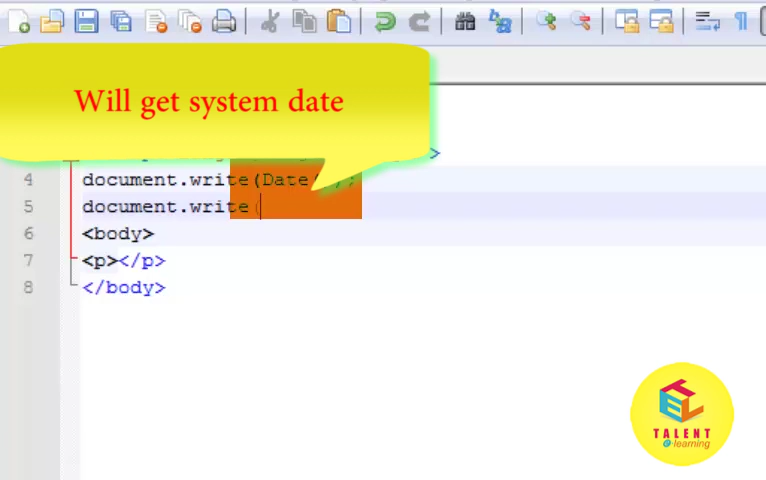 Will get system date
4 document.write(Date();
5 document.write(
6 <body>
7 <p></p>
8 </body>
TALENT
e-learning